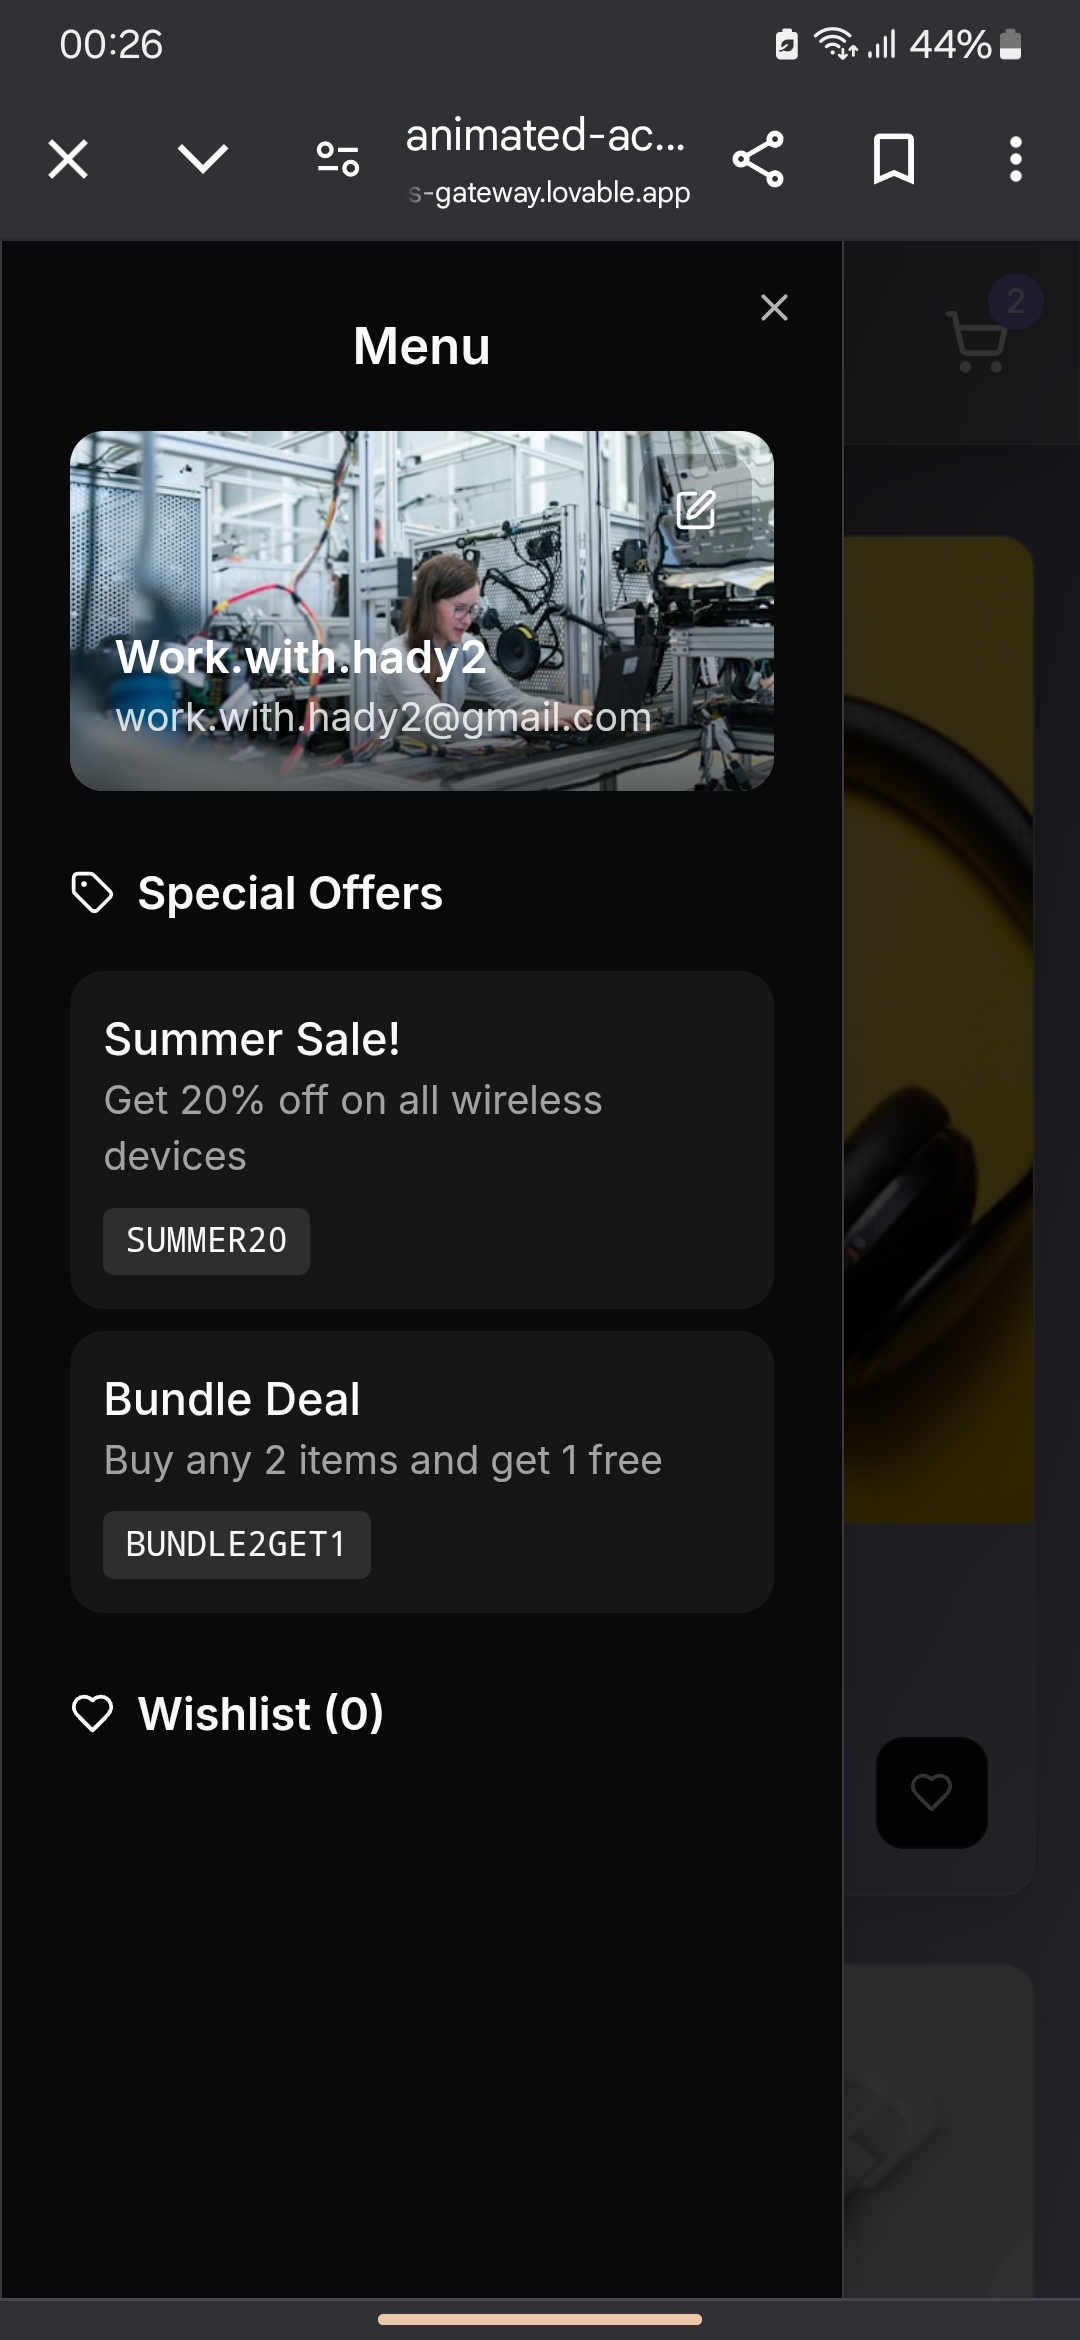 00:26
44%
animated-ac...
s-gateway.lovable.app
2
Menu
Work.with.hady2
work.with.hady2@gmail.com
Special Offers
Summer Sale!
Get 20% off on all wireless
devices
SUMMER20
Bundle Deal
Buy any 2 items and get 1 free
BUNDLE2GET1
Wishlist (0)